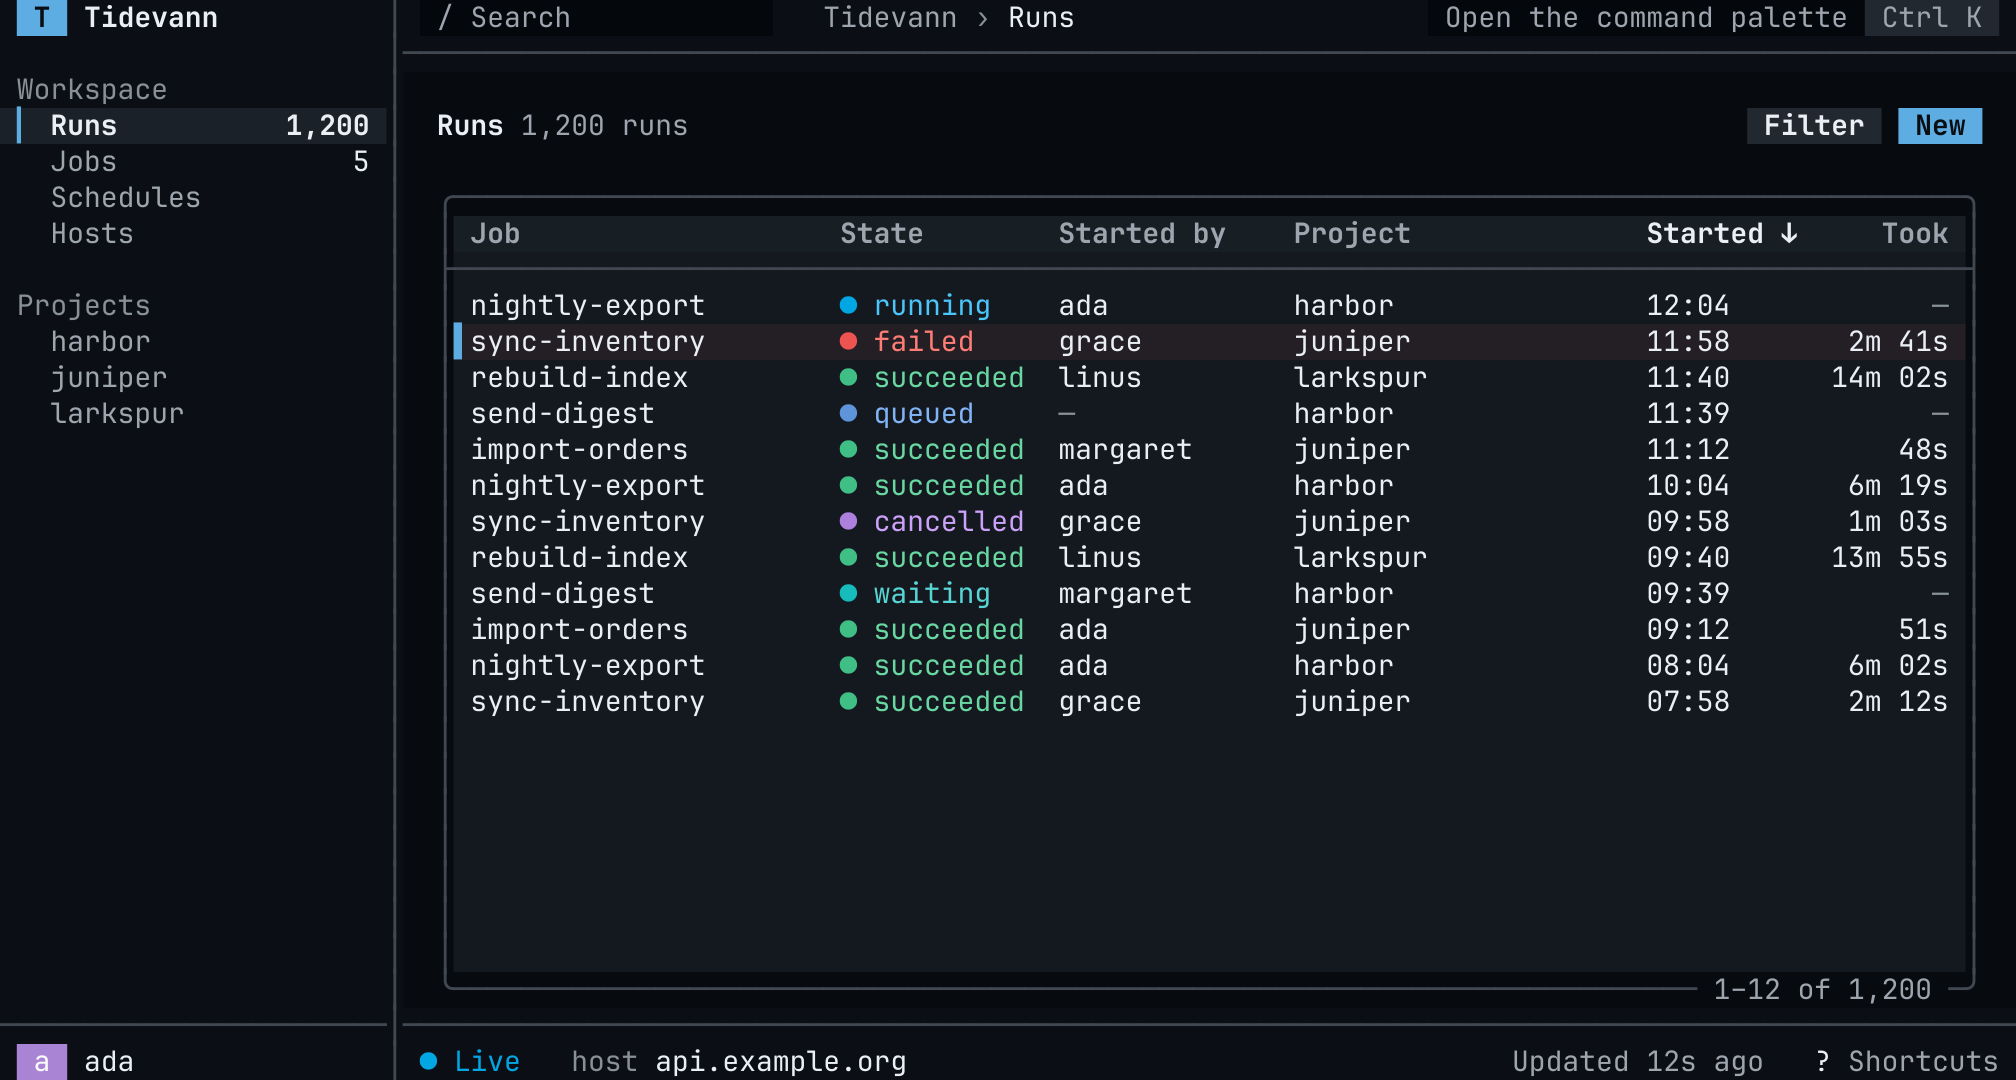 T Tidevann
/ Search
Tidevann › Runs
Open the command palette Ctrl K
Workspace
Runs 1,200
Jobs 5
Schedules
Hosts
Projects
harbor
juniper
larkspur
Runs 1,200 runs
Filter New
Job State Started by Project Started ↓ Took
nightly-export ● running ada harbor 12:04 —
sync-inventory ● failed grace juniper 11:58 2m 41s
rebuild-index ● succeeded linus larkspur 11:40 14m 02s
send-digest ● queued — harbor 11:39 —
import-orders ● succeeded margaret juniper 11:12 48s
nightly-export ● succeeded ada harbor 10:04 6m 19s
sync-inventory ● cancelled grace juniper 09:58 1m 03s
rebuild-index ● succeeded linus larkspur 09:40 13m 55s
send-digest ● waiting margaret harbor 09:39 —
import-orders ● succeeded ada juniper 09:12 51s
nightly-export ● succeeded ada harbor 08:04 6m 02s
sync-inventory ● succeeded grace juniper 07:58 2m 12s
1–12 of 1,200
a ada
● Live host api.example.org
Updated 12s ago ? Shortcuts